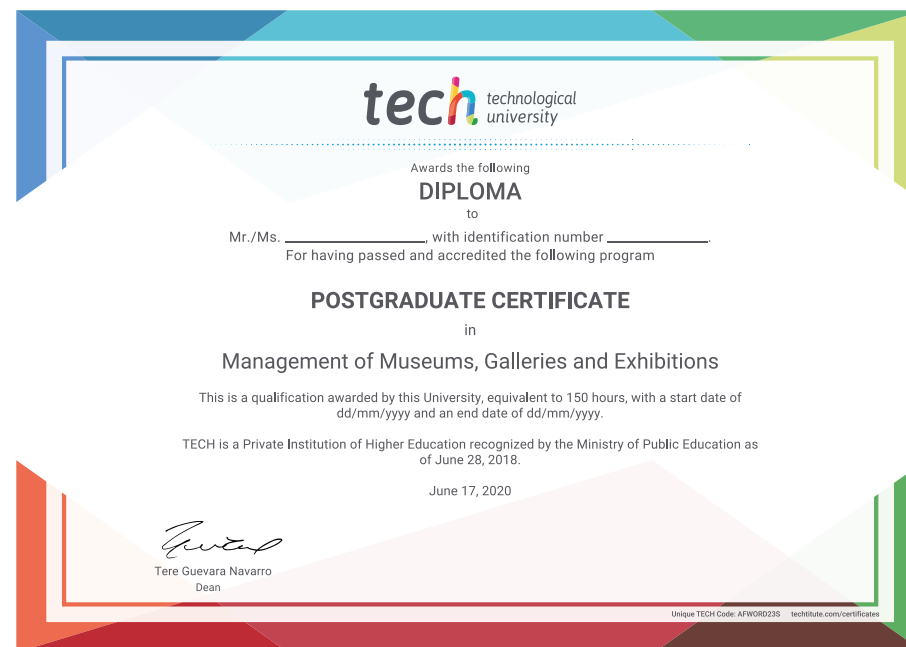 tech technological
university
Awards the following
DIPLOMA
to
Mr./Ms. ____________, with identification number ____________.
For having passed and accredited the following program
POSTGRADUATE CERTIFICATE
in
Management of Museums, Galleries and Exhibitions
This is a qualification awarded by this University, equivalent to 150 hours, with a start date of
dd/mm/yyyy and an end date of dd/mm/yyyy.
TECH is a Private Institution of Higher Education recognized by the Ministry of Public Education as
of June 28, 2018.
June 17, 2020
Tere Guevara Navarro
Dean
Unique TECH Code: AFWORD23S techtitute.com/certificates